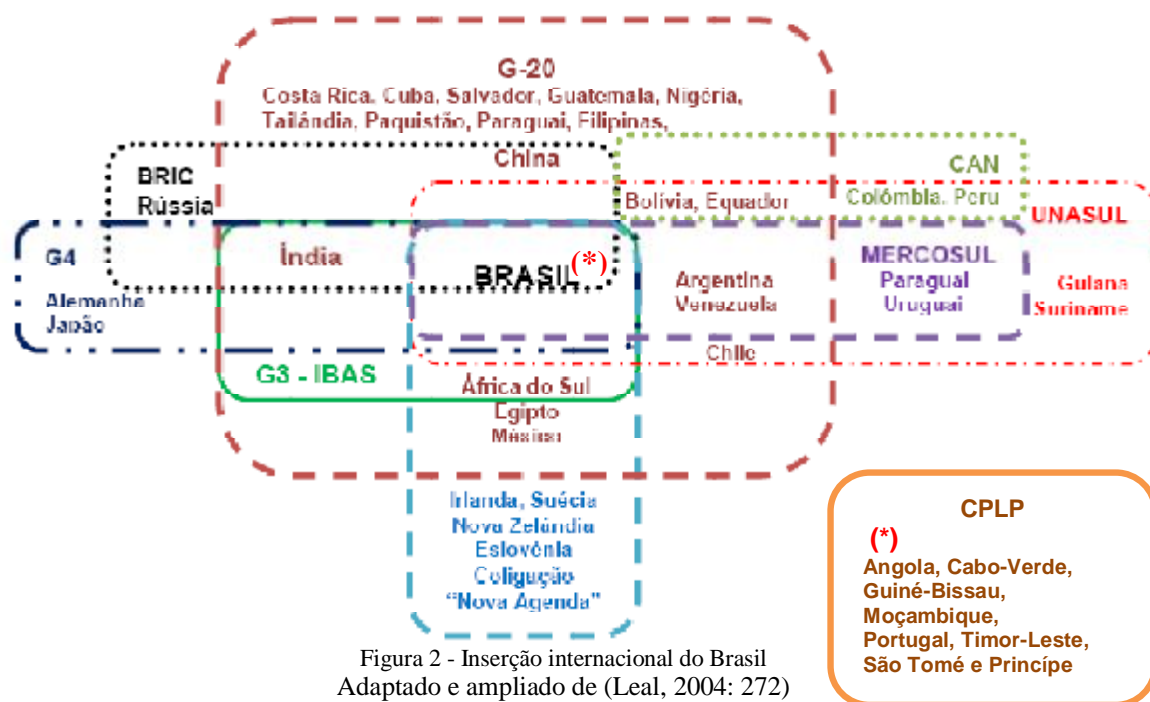 G-20
Costa Rica, Cuba, Salvador, Guatemala, Nigéria,
Tailândia, Paquistão, Paraguai, Filipinas,
China
BRIC
Rússia
CAN
Colômbia, Peru
Bolívia, Equador
UNASUL
G4
Índia
BRASIL (*)
MERCOSUL
Paraguai
Uruguai
Argentina
Venezuela
Guiana
Suriname
Alemanha
Japão
Chile
G3 - IBAS
África do Sul
Egipto
México
Irlanda, Suécia
Nova Zelândia
Eslovênia
Coligação
“Nova Agenda”
CPLP
(*)
Angola, Cabo-Verde,
Guiné-Bissau,
Moçambique,
Portugal, Timor-Leste,
São Tomé e Princípe
Figura 2 - Inserção internacional do Brasil
Adaptado e ampliado de (Leal, 2004: 272)